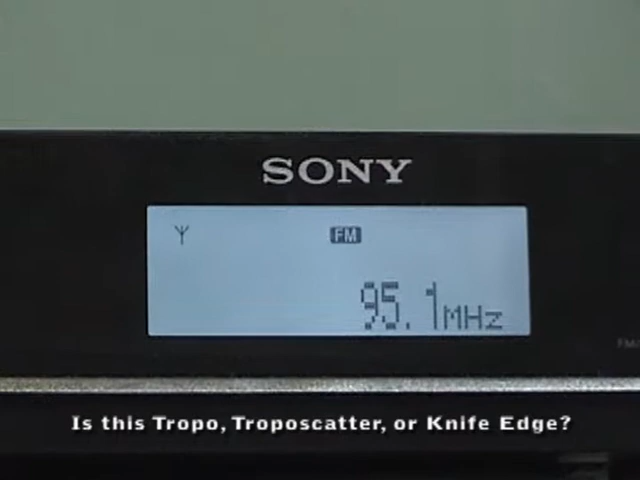 SONY
FM
95.1MHz
Is this Tropo, Troposcatter, or Knife Edge?